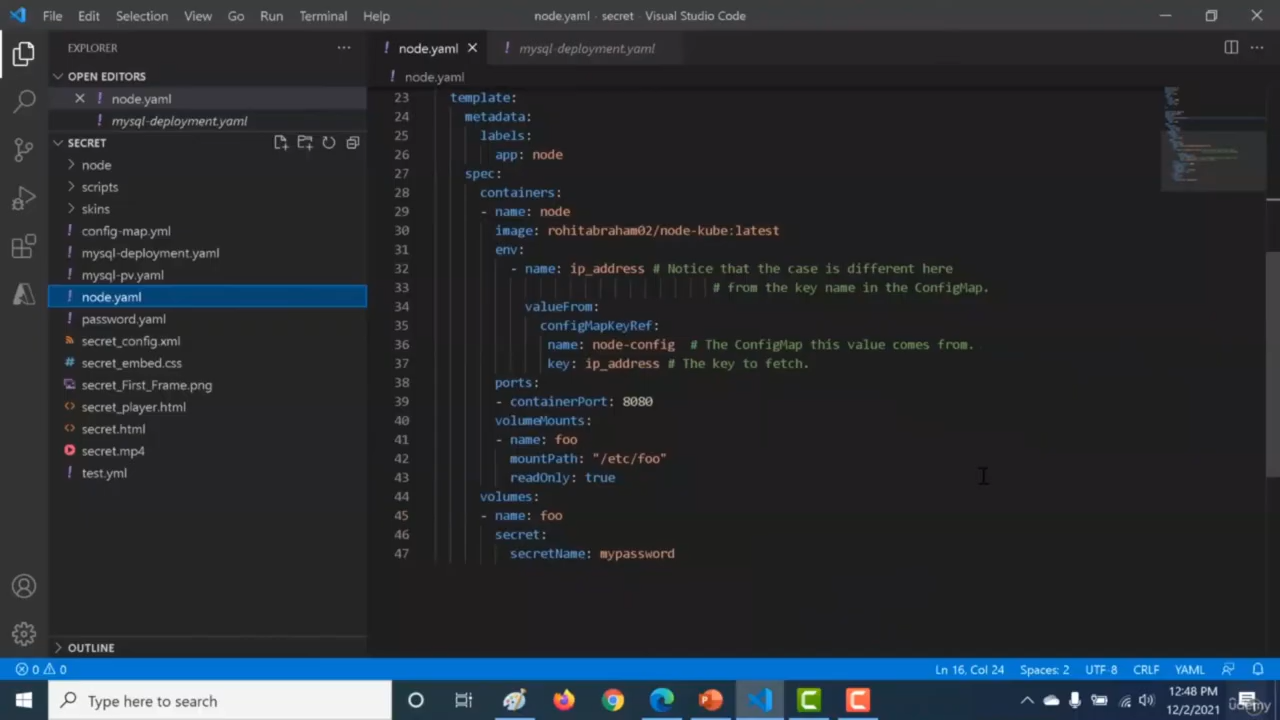 File Edit Selection View Go Run Terminal Help node.yaml - secret - Visual Studio Code
EXPLORER
OPEN EDITORS
node.yaml
mysql-deployment.yaml
SECRET
node
scripts
skins
config-map.yml
mysql-deployment.yaml
mysql-pv.yaml
node.yaml
password.yaml
secret_config.xml
secret_embed.css
secret_First_Frame.png
secret_player.html
secret.html
secret.mp4
test.yml
OUTLINE
node.yaml mysql-deployment.yaml
node.yaml
23 template:
24 metadata:
25 labels:
26 app: node
27 spec:
28 containers:
29 - name: node
30 image: rohitabraham02/node-kube:latest
31 env:
32 - name: ip_address # Notice that the case is different here
33 # from the key name in the ConfigMap.
34 valueFrom:
35 configMapKeyRef:
36 name: node-config # The ConfigMap this value comes from.
37 key: ip_address # The key to fetch.
38 ports:
39 - containerPort: 8080
40 volumeMounts:
41 - name: foo
42 mountPath: "/etc/foo"
43 readOnly: true
44 volumes:
45 - name: foo
46 secret:
47 secretName: mypassword
0 0 Ln 16, Col 24 Spaces: 2 UTF-8 CRLF YAML
Type here to search
12:48 PM
12/2/2021
udemy